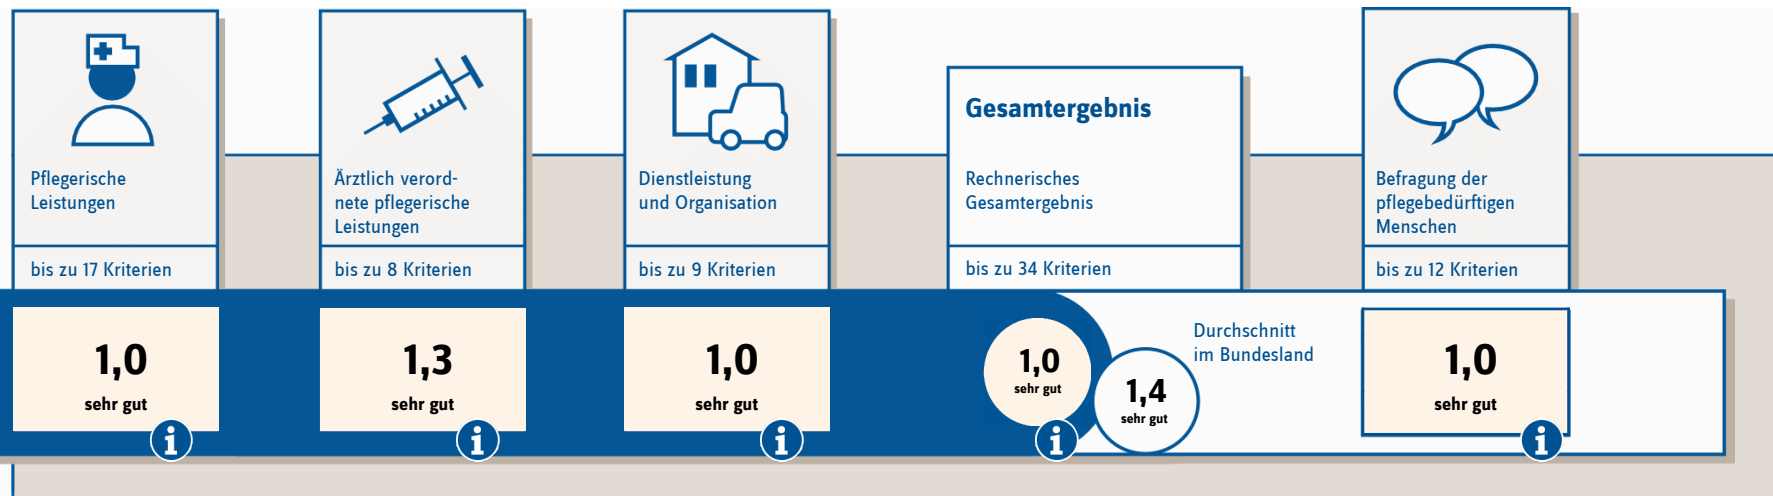 Pflegerische
Leistungen
bis zu 17 Kriterien
1,0
sehr gut
i
Ärztlich verord-
nete pflegerische
Leistungen
bis zu 8 Kriterien
1,3
sehr gut
i
Dienstleistung
und Organisation
bis zu 9 Kriterien
1,0
sehr gut
i
Gesamtergebnis
Rechnerisches
Gesamtergebnis
bis zu 34 Kriterien
1,0
sehr gut
i
1,4
sehr gut
Durchschnitt
im Bundesland
Befragung der
pflegebedürftigen
Menschen
bis zu 12 Kriterien
1,0
sehr gut
i